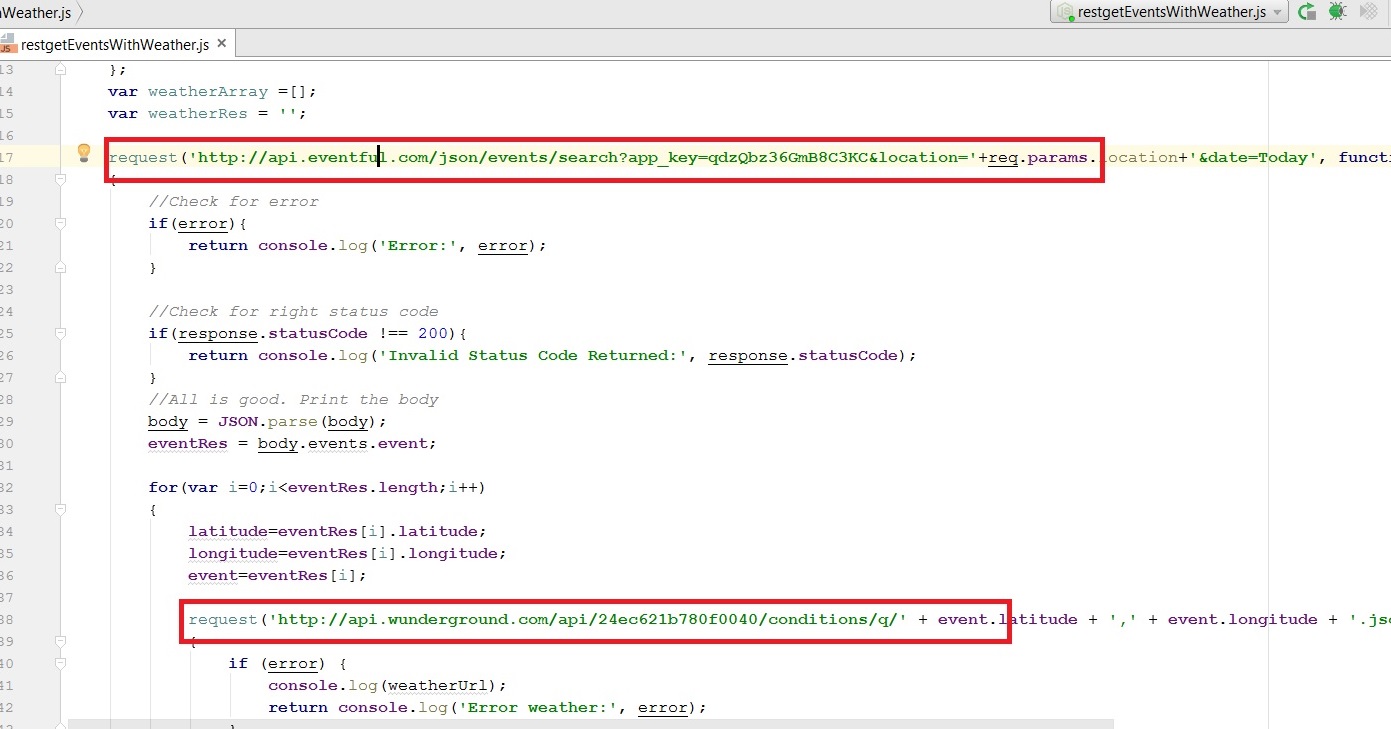 nWeather.js
restgetEventsWithWeather.js
restgetEventsWithWeather.js
13 };
14 var weatherArray =[];
15 var weatherRes = '';
16
17 request('http://api.eventful.com/json/events/search?app_key=qdzQbz36GmB8C3KC&location='+req.params.location+'&date=Today', functi
18 {
19 //Check for error
20 if(error){
21 return console.log('Error:', error);
22 }
23
24 //Check for right status code
25 if(response.statusCode !== 200){
26 return console.log('Invalid Status Code Returned:', response.statusCode);
27 }
28 //All is good. Print the body
29 body = JSON.parse(body);
30 eventRes = body.events.event;
31
32 for(var i=0;i<eventRes.length;i++)
33 {
34 latitude=eventRes[i].latitude;
35 longitude=eventRes[i].longitude;
36 event=eventRes[i];
37
38 request('http://api.wunderground.com/api/24ec621b780f0040/conditions/q/' + event.latitude + ',' + event.longitude + '.jso
39 {
40 if (error) {
41 console.log(weatherUrl);
42 return console.log('Error weather:', error);